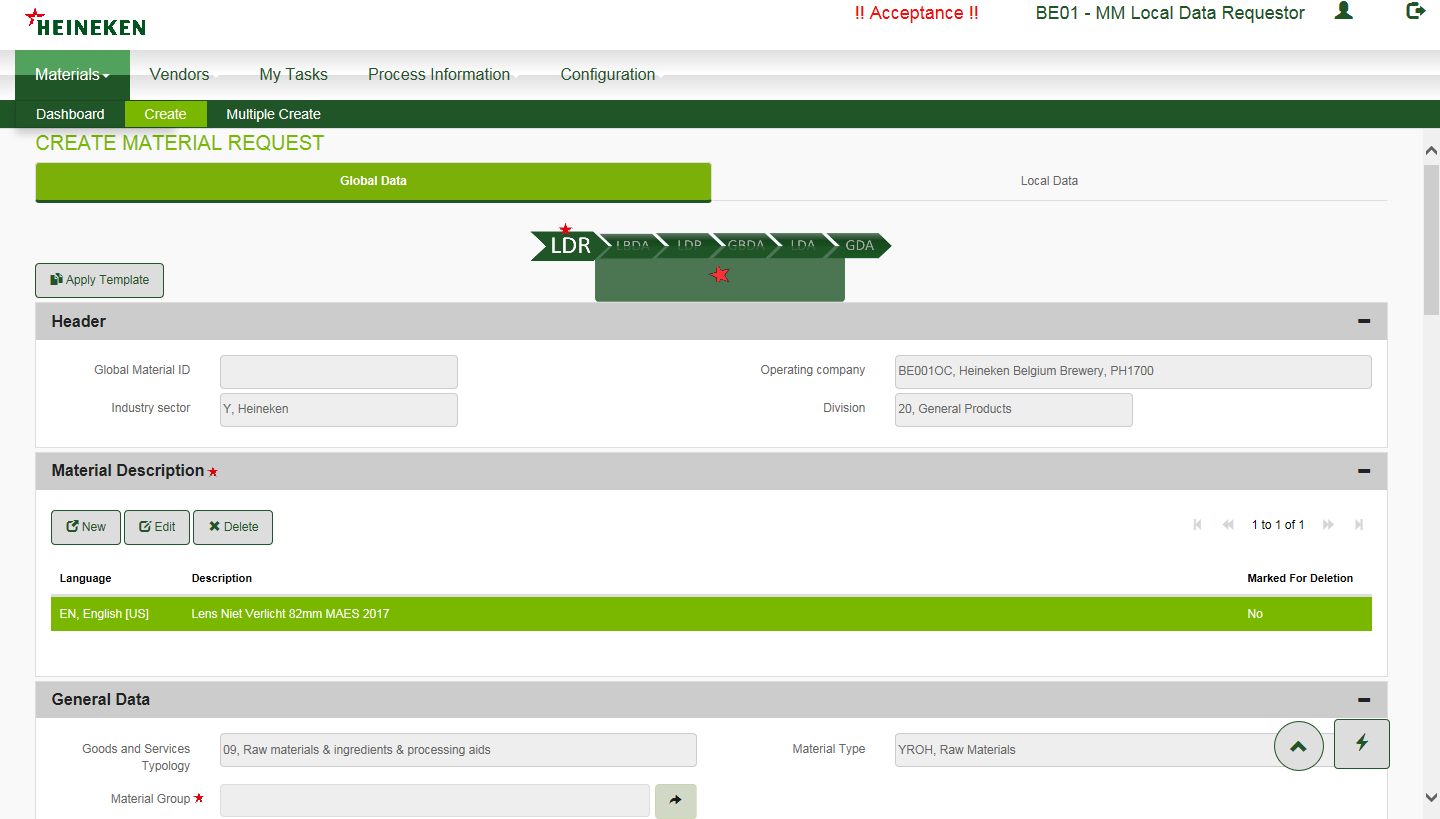 HEINEKEN
!! Acceptance !!
BE01 - MM Local Data Requestor
Materials
Vendors
My Tasks
Process Information
Configuration
Dashboard
Create
Multiple Create
CREATE MATERIAL REQUEST
Global Data
Local Data
LDR
LBDA
LDP
GBDA
LDA
GDA
Apply Template
Header
Global Material ID
Operating company
BE001OC, Heineken Belgium Brewery, PH1700
Industry sector
Y, Heineken
Division
20, General Products
Material Description
New
Edit
Delete
1 to 1 of 1
Language
Description
Marked For Deletion
EN, English [US]
Lens Niet Verlicht 82mm MAES 2017
No
General Data
Goods and Services
Typology
09, Raw materials & ingredients & processing aids
Material Type
YROH, Raw Materials
Material Group